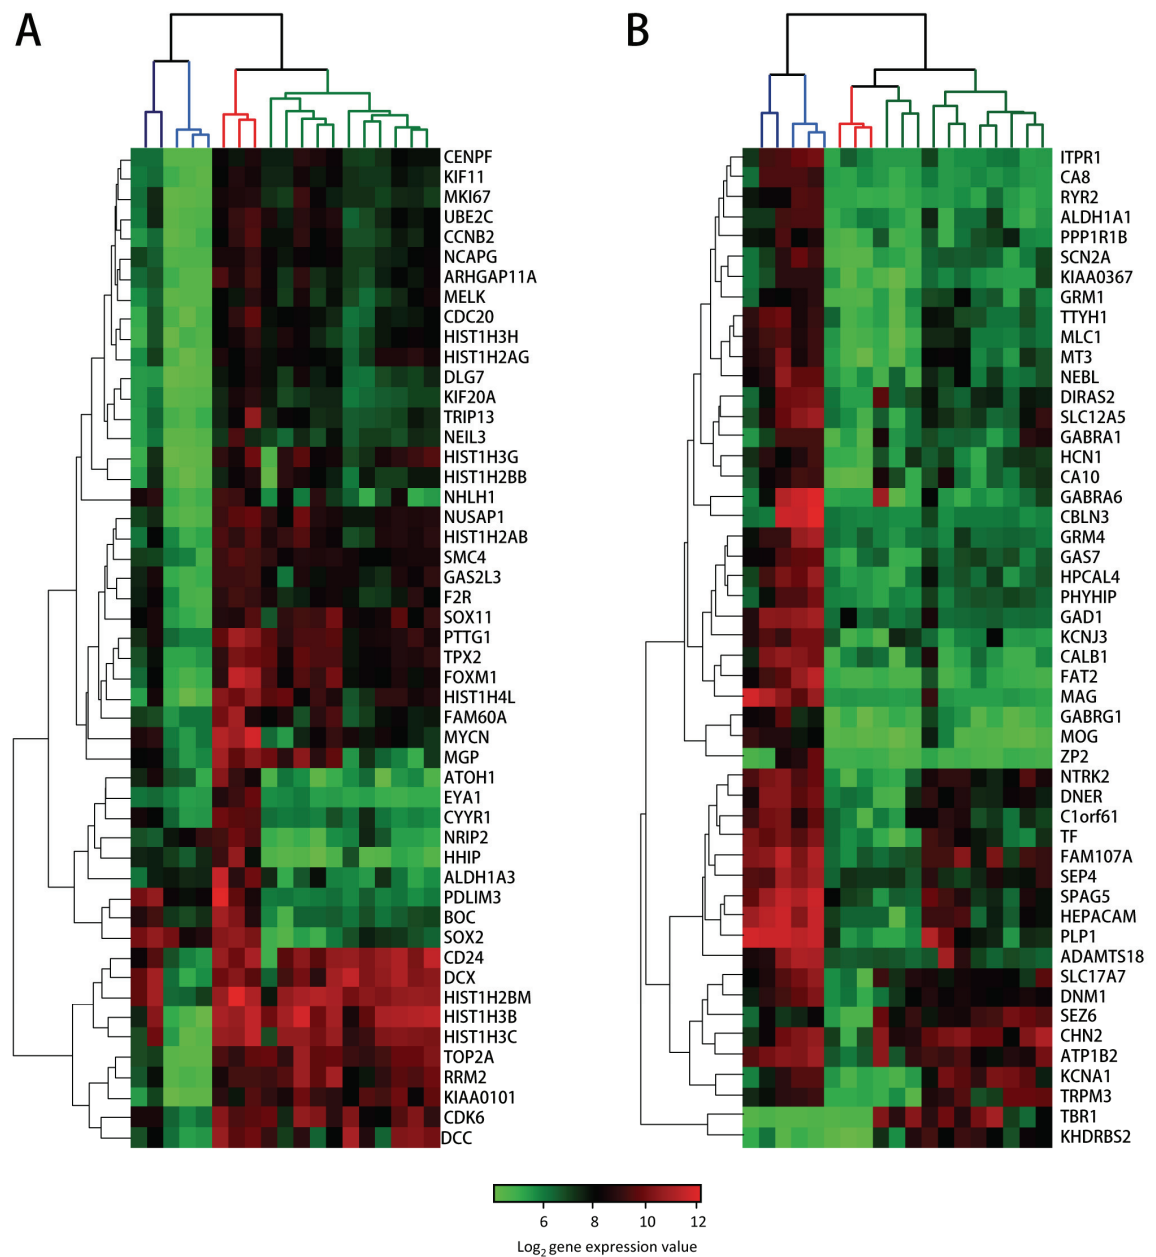 A
B
CENPF
KIF11
MKI67
UBE2C
CCNB2
NCAPG
ARHGAP11A
MELK
CDC20
HIST1H3H
HIST1H2AG
DLG7
KIF20A
TRIP13
NEIL3
HIST1H3G
HIST1H2BB
NHLH1
NUSAP1
HIST1H2AB
SMC4
GAS2L3
F2R
SOX11
PTTG1
TPX2
FOXM1
HIST1H4L
FAM60A
MYCN
MGP
ATOH1
EYA1
CYYR1
NRIP2
HHIP
ALDH1A3
PDLIM3
BOC
SOX2
CD24
DCX
HIST1H2BM
HIST1H3B
HIST1H3C
TOP2A
RRM2
KIAA0101
CDK6
DCC
ITPR1
CA8
RYR2
ALDH1A1
PPP1R1B
SCN2A
KIAA0367
GRM1
TTYH1
MLC1
MT3
NEBL
DIRAS2
SLC12A5
GABRA1
HCN1
CA10
GABRA6
CBLN3
GRM4
GAS7
HPCAL4
PHYHIP
GAD1
KCNJ3
CALB1
FAT2
MAG
GABRG1
MOG
ZP2
NTRK2
DNER
C1orf61
TF
FAM107A
SEP4
SPAG5
HEPACAM
PLP1
ADAMTS18
SLC17A7
DNM1
SEZ6
CHN2
ATP1B2
KCNA1
TRPM3
TBR1
KHDRBS2
6 8 10 12
Log2 gene expression value